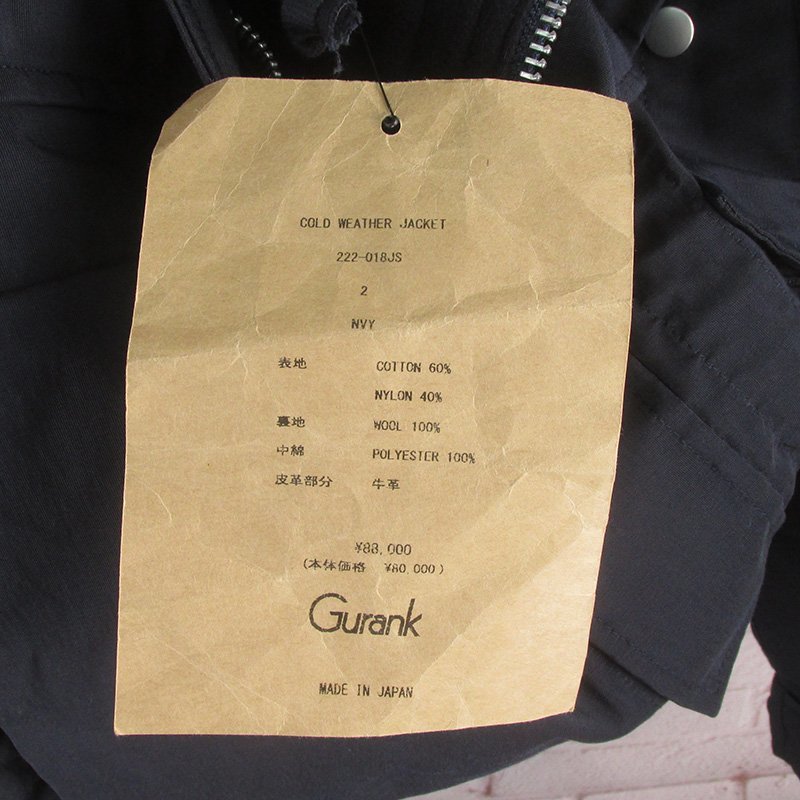 COLD WEATHER JACKET
222-018JS
2
NVY
表地 COTTON 60%
NYLON 40%
裏地 WOOL 100%
中綿 POLYESTER 100%
皮革部分 牛革
¥88,000
(本体価格 ¥80,000)
Gurank
MADE IN JAPAN